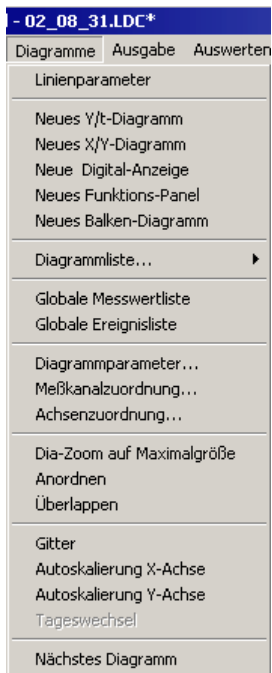 - 02_08_31.LDC*
Diagramme Ausgabe Auswerten
Linienparameter
Neues Y/t-Diagramm
Neues X/Y-Diagramm
Neue Digital-Anzeige
Neues Funktions-Panel
Neues Balken-Diagramm
Diagrammliste...
Globale Messwertliste
Globale Ereignisliste
Diagrammparameter...
Meßkanalzuordnung...
Achsenzuordnung...
Dia-Zoom auf Maximalgröße
Anordnen
Überlappen
Gitter
Autoskalierung X-Achse
Autoskalierung Y-Achse
Tageswechsel
Nächstes Diagramm